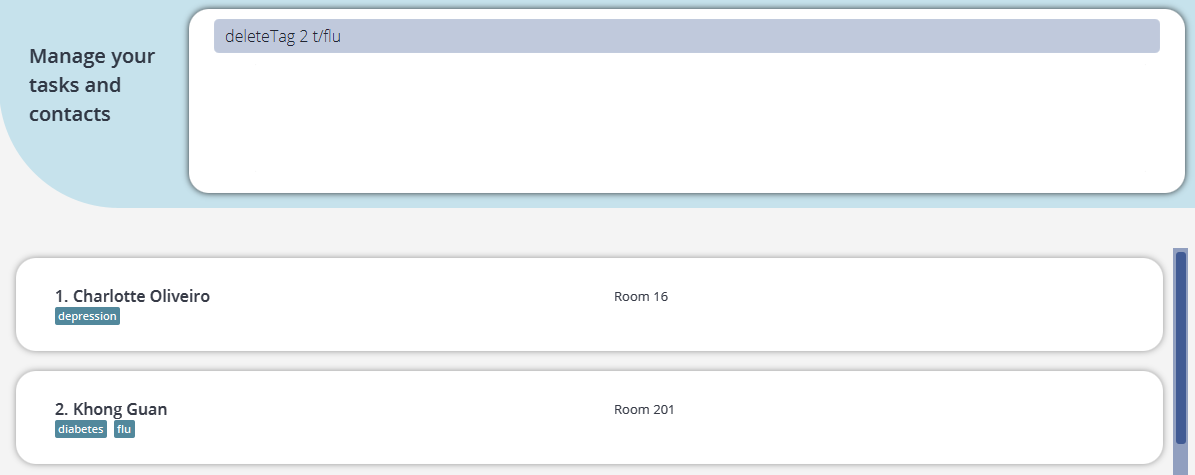 Manage your
tasks and
contacts
deleteTag 2 t/flu
1. Charlotte Oliveiro
Room 16
depression
2. Khong Guan
Room 201
diabetes flu